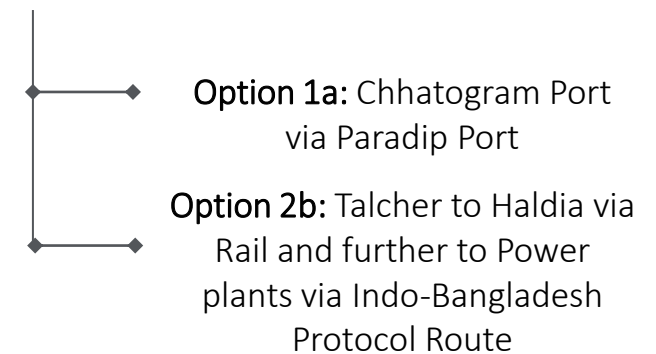 Option 1a: Chhatogram Port
via Paradip Port
Option 2b: Talcher to Haldia via
Rail and further to Power
plants via Indo-Bangladesh
Protocol Route